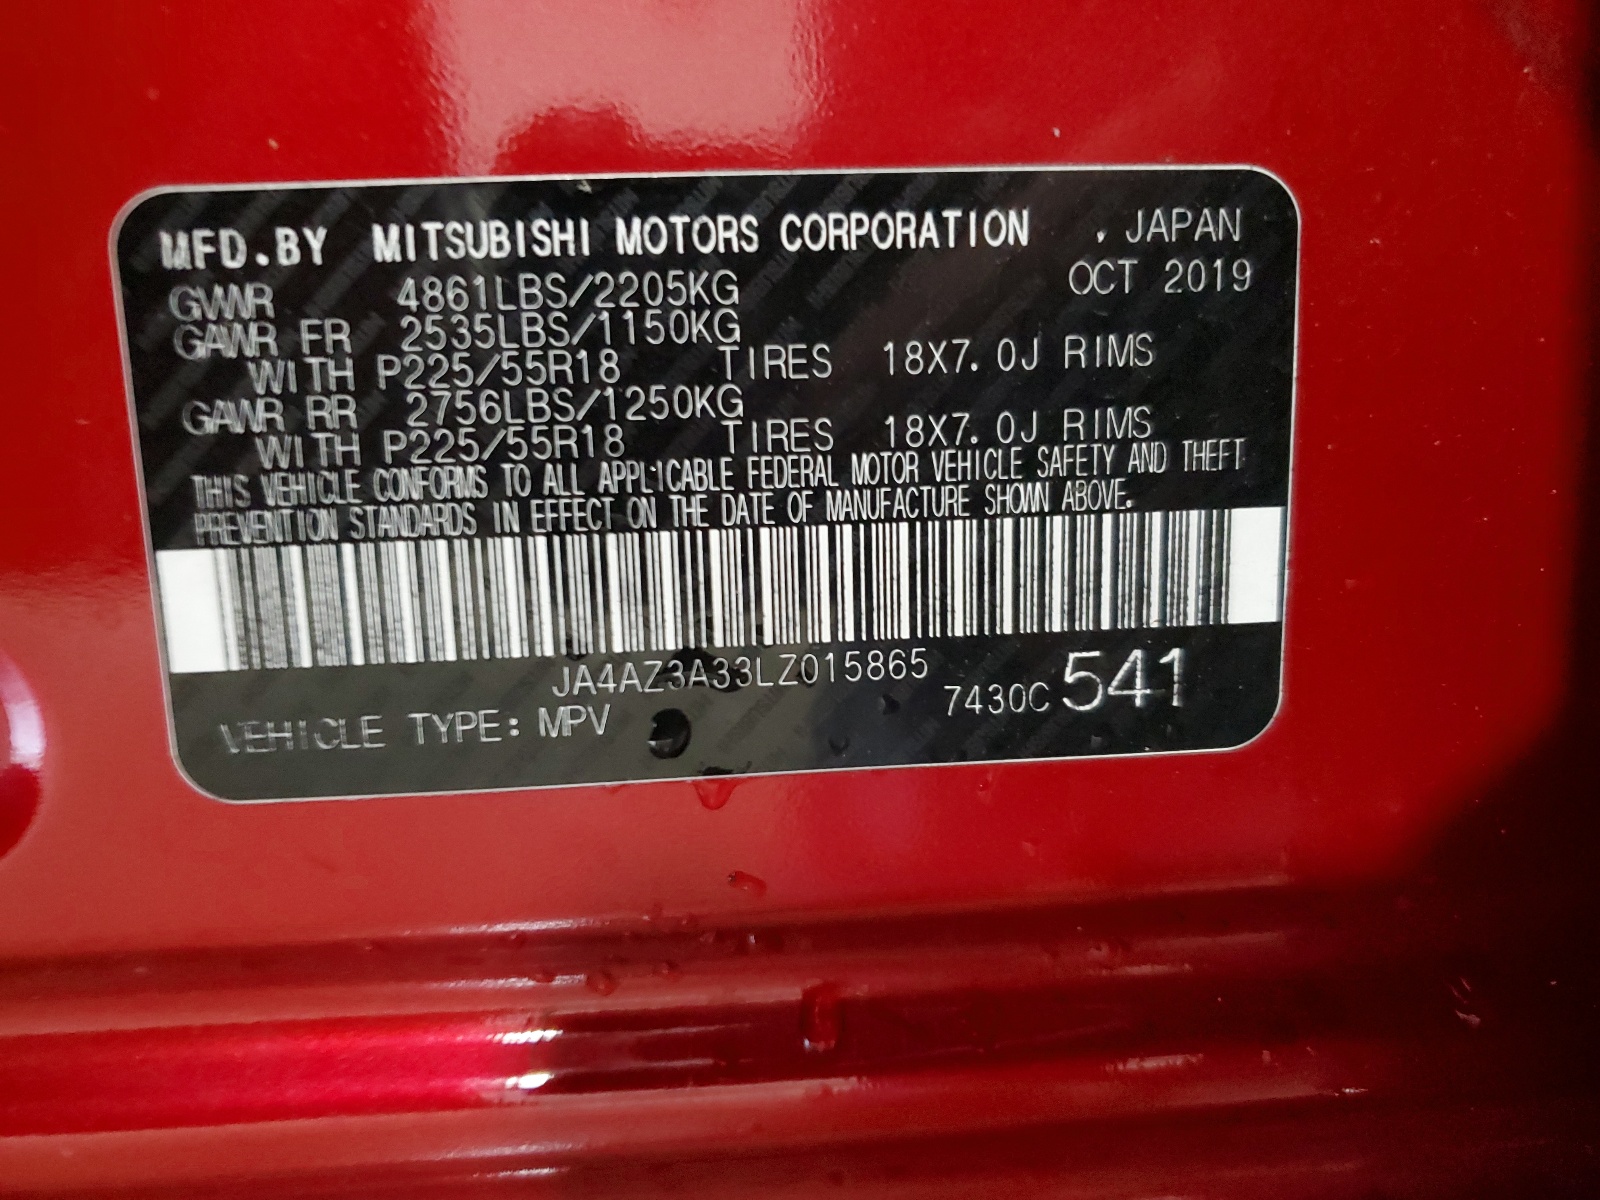 MFD.BY MITSUBISHI MOTORS CORPORATION , JAPAN
GVWR 4861LBS/2205KG OCT 2019
GAWR FR 2535LBS/1150KG
WITH P225/55R18 TIRES 18X7.0J RIMS
GAWR RR 2756LBS/1250KG
WITH P225/55R18 TIRES 18X7.0J RIMS
THIS VEHICLE CONFORMS TO ALL APPLICABLE FEDERAL MOTOR VEHICLE SAFETY AND THEFT
PREVENTION STANDARDS IN EFFECT ON THE DATE OF MANUFACTURE SHOWN ABOVE.
JA4AZ3A33LZ015865
VEHICLE TYPE: MPV 7430C 541